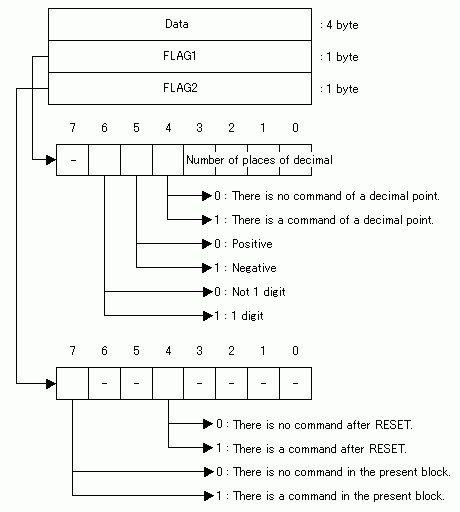 Data : 4 byte
FLAG1 : 1 byte
FLAG2 : 1 byte
7 6 5 4 3 2 1 0
- Number of places of decimal
0 : There is no command of a decimal point.
1 : There is a command of a decimal point.
0 : Positive
1 : Negative
0 : Not 1 digit
1 : 1 digit
7 6 5 4 3 2 1 0
- - - - - -
0 : There is no command after RESET.
1 : There is a command after RESET.
0 : There is no command in the present block.
1 : There is a command in the present block.